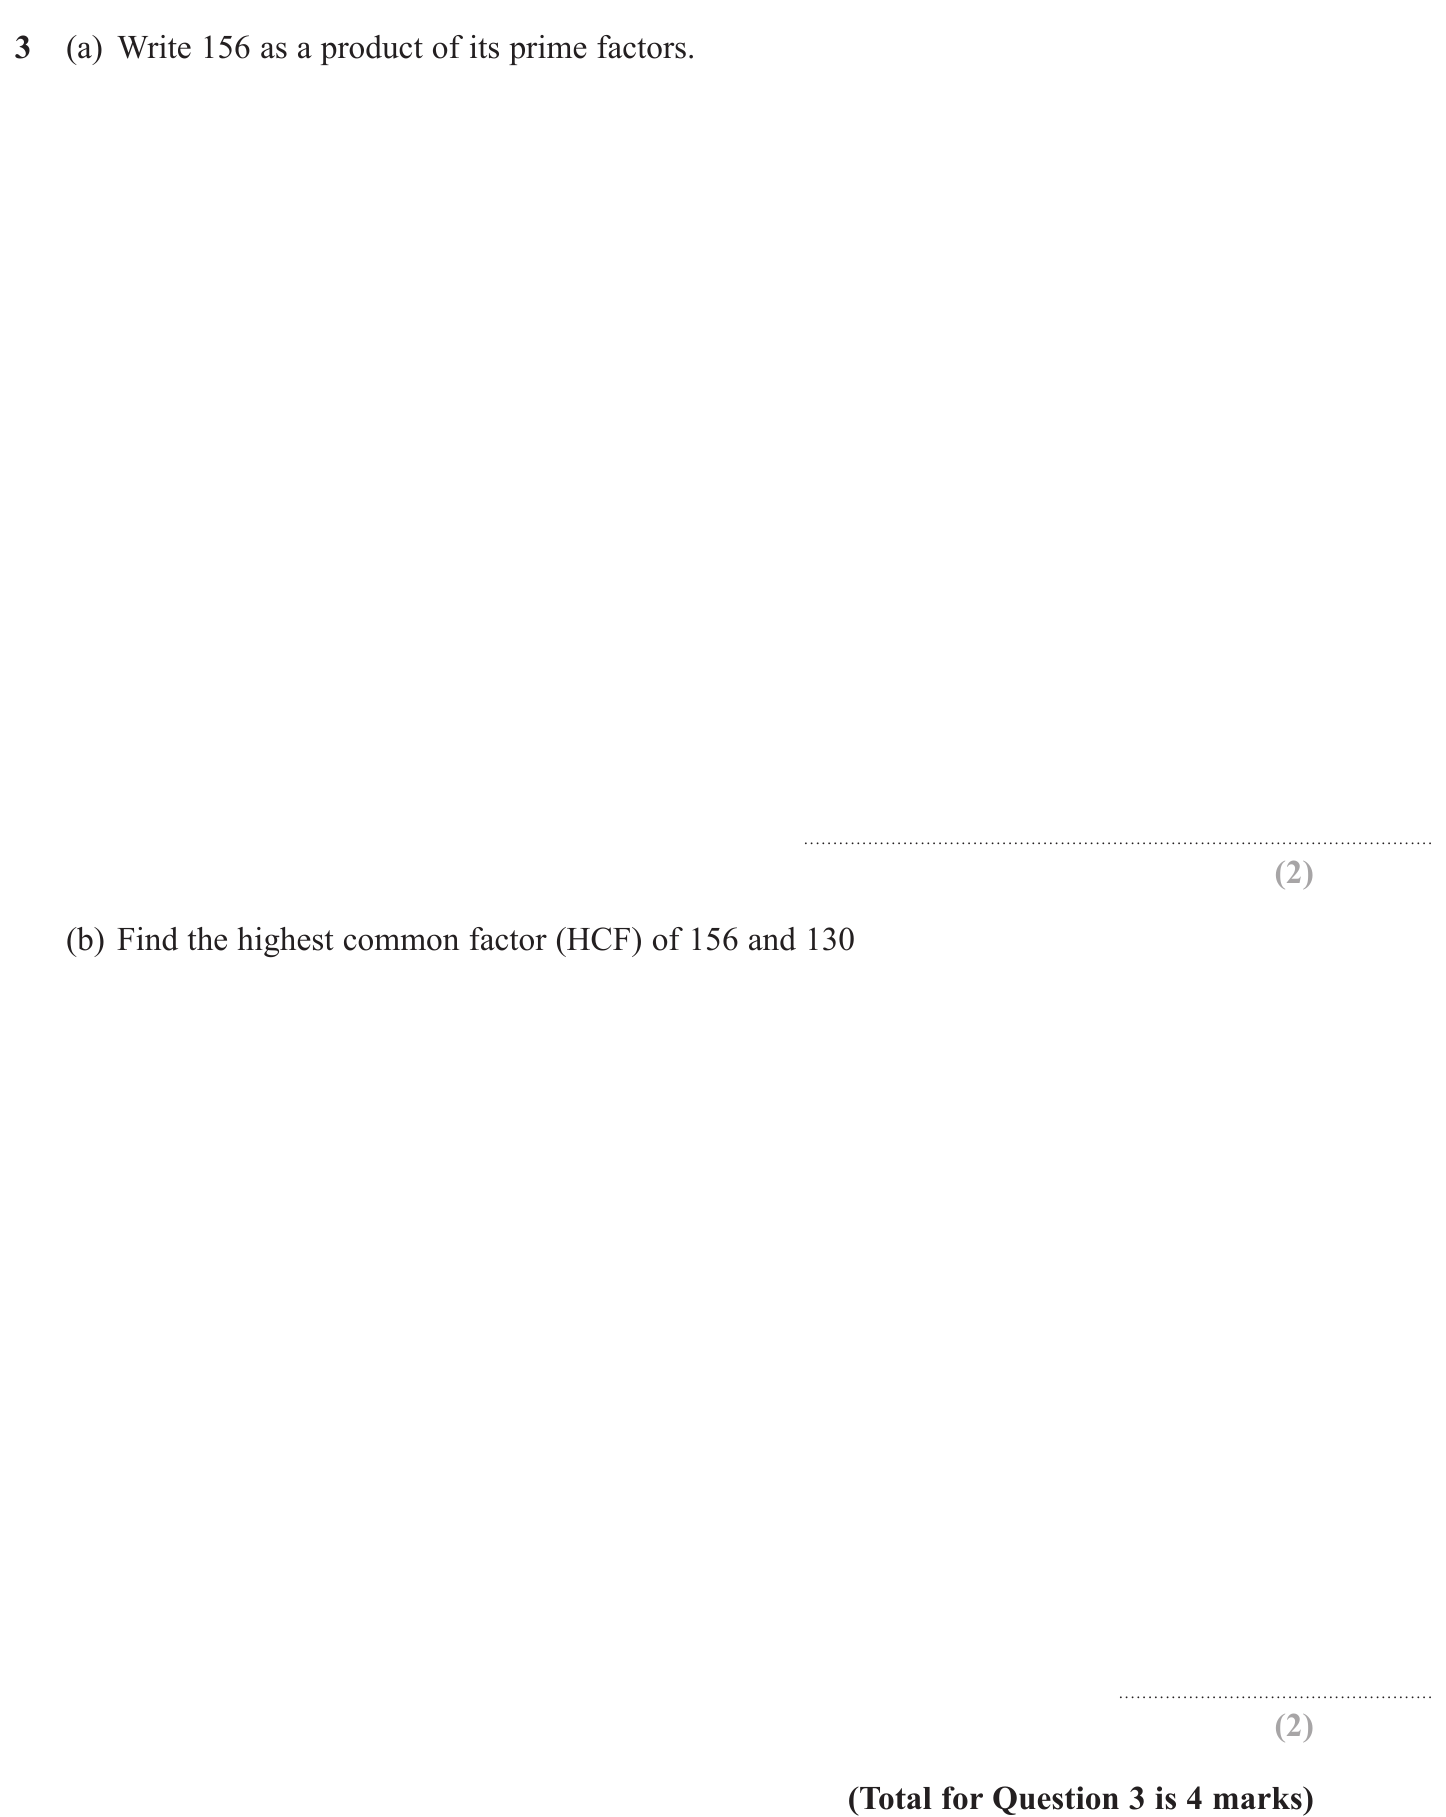 3 (a) Write 156 as a product of its prime factors.
(2)
(b) Find the highest common factor (HCF) of 156 and 130
(2)
(Total for Question 3 is 4 marks)